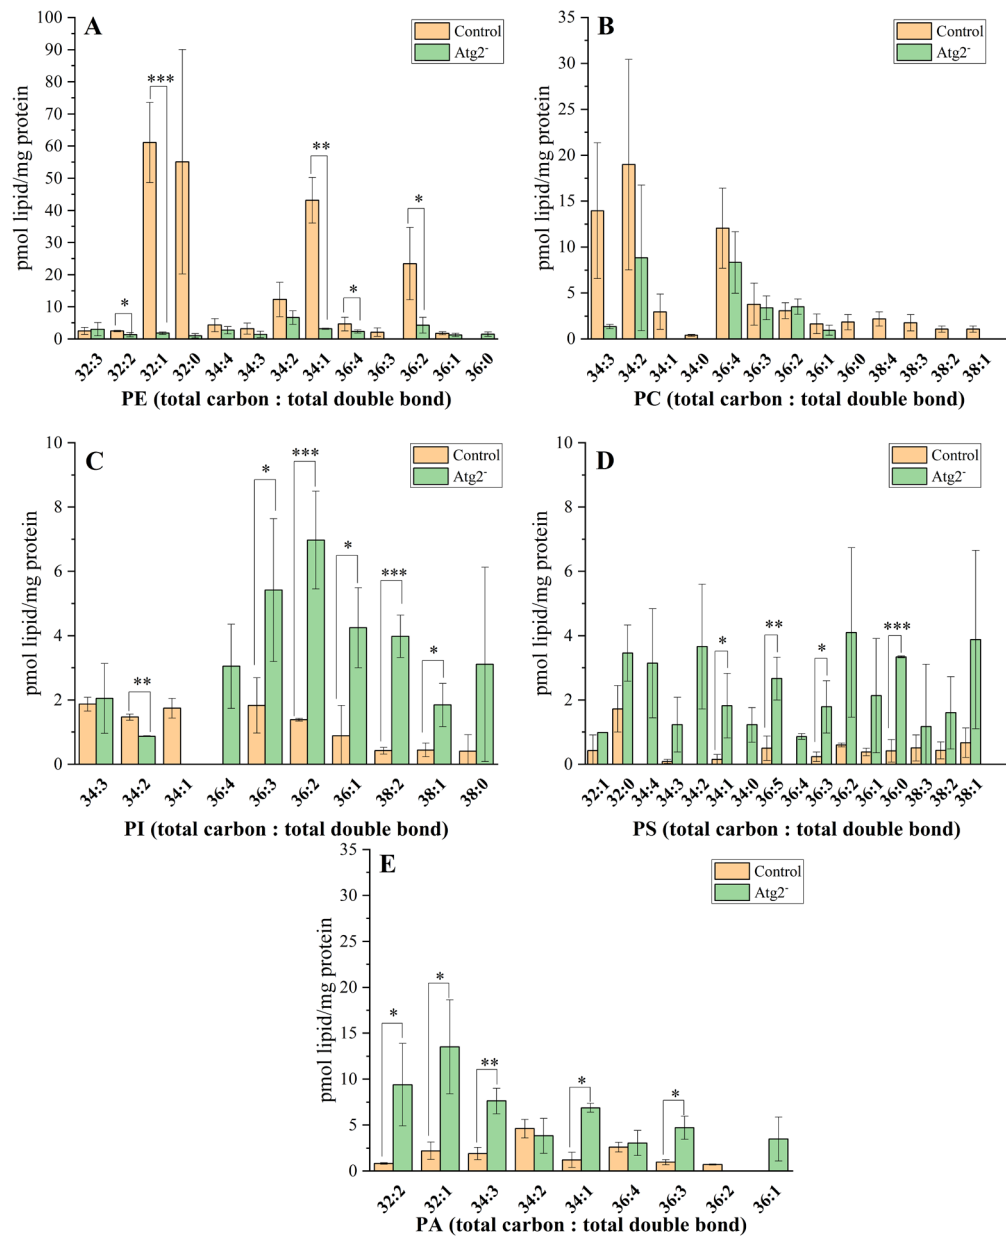 A
Control
Atg2⁻
pmol lipid/mg protein
100
90
80
70
60
50
40
30
20
10
0
*
***
**
*
*
32:3 32:2 32:1 32:0 34:4 34:3 34:2 34:1 36:4 36:3 36:2 36:1 36:0
PE (total carbon : total double bond)
B
Control
Atg2⁻
pmol lipid/mg protein
35
30
25
20
15
10
5
0
34:3 34:2 34:1 34:0 36:4 36:3 36:2 36:1 36:0 38:4 38:3 38:2 38:1
PC (total carbon : total double bond)
C
Control
Atg2⁻
pmol lipid/mg protein
10
8
6
4
2
0
**
*
***
*
***
*
34:3 34:2 34:1 36:4 36:3 36:2 36:1 38:2 38:1 38:0
PI (total carbon : total double bond)
D
Control
Atg2⁻
pmol lipid/mg protein
10
8
6
4
2
0
*
**
*
***
32:1 32:0 34:4 34:3 34:2 34:1 34:0 36:5 36:4 36:3 36:2 36:1 36:0 38:3 38:2 38:1
PS (total carbon : total double bond)
E
Control
Atg2⁻
pmol lipid/mg protein
35
30
25
20
15
10
5
0
*
*
**
*
*
32:2 32:1 34:3 34:2 34:1 36:4 36:3 36:2 36:1
PA (total carbon : total double bond)